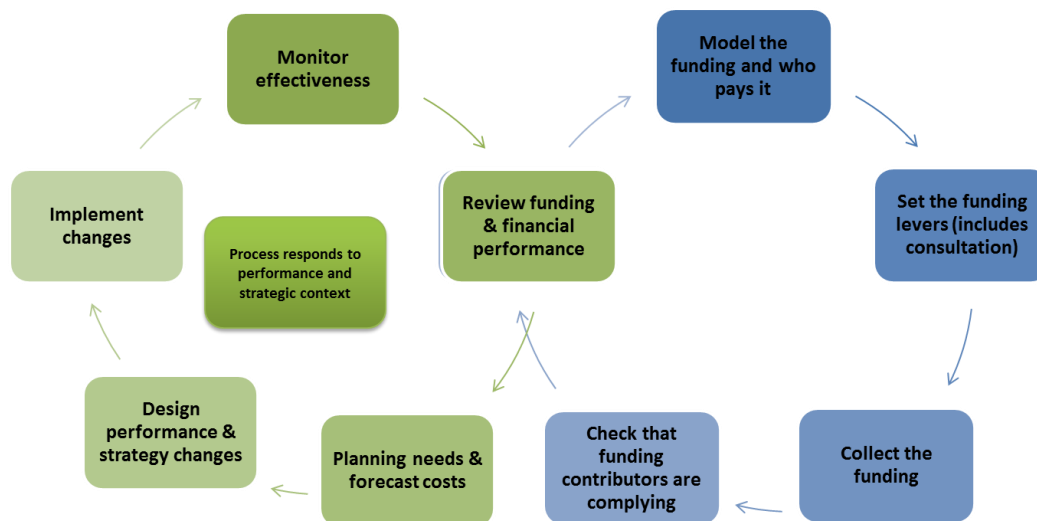 Monitor
effectiveness
Model the
funding and who
pays it
Implement
changes
Process responds to
performance and
strategic context
Review funding
& financial
performance
Set the funding
levers (includes
consultation)
Design
performance &
strategy changes
Planning needs &
forecast costs
Check that
funding
contributors are
complying
Collect the
funding